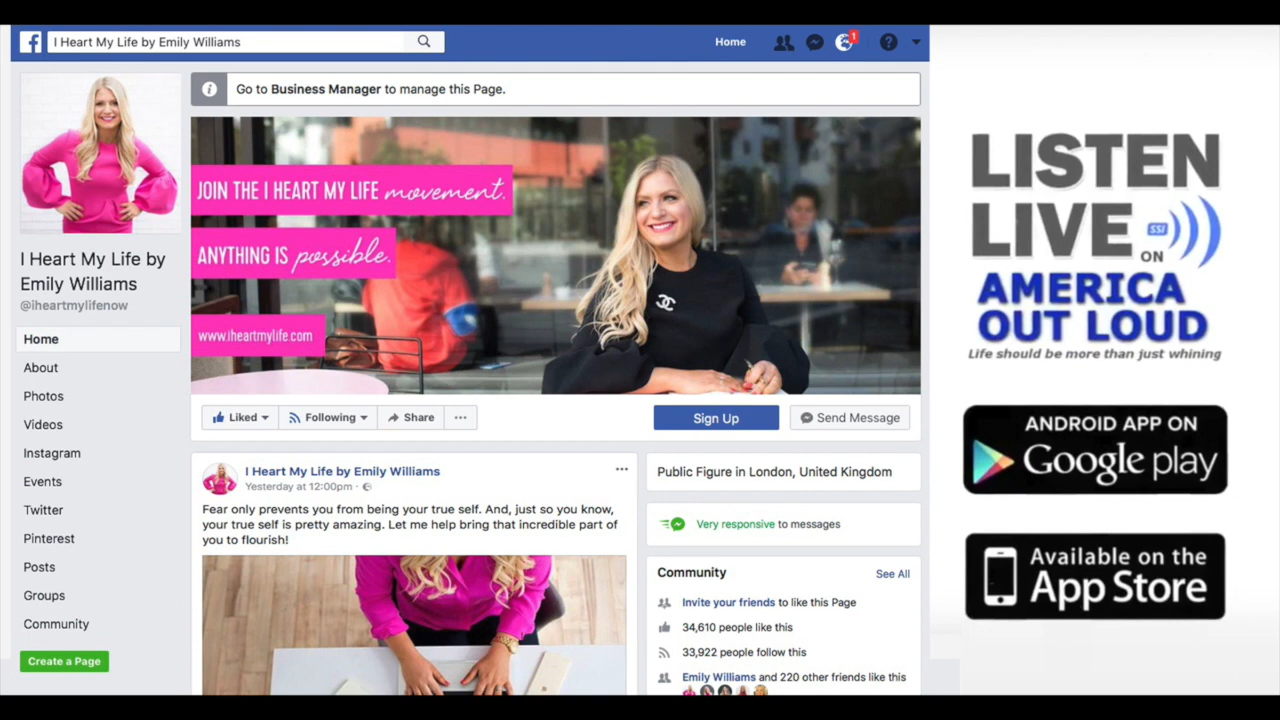 I Heart My Life by Emily Williams
Home
1
Go to Business Manager to manage this Page.
JOIN THE I HEART MY LIFE movement.
ANYTHING IS possible.
www.iheartmylife.com
I Heart My Life by
Emily Williams
@iheartmylifenow
Home
About
Photos
Videos
Instagram
Events
Twitter
Pinterest
Posts
Groups
Community
Create a Page
Liked
Following
Share
Sign Up
Send Message
I Heart My Life by Emily Williams
Yesterday at 12:00pm ·
Fear only prevents you from being your true self. And, just so you know,
your true self is pretty amazing. Let me help bring that incredible part of
you to flourish!
Public Figure in London, United Kingdom
Very responsive to messages
Community
See All
Invite your friends to like this Page
34,610 people like this
33,922 people follow this
Emily Williams and 220 other friends like this
LISTEN
LIVE
SSI
ON
AMERICA
OUT LOUD
Life should be more than just whining
ANDROID APP ON
Google play
Available on the
App Store